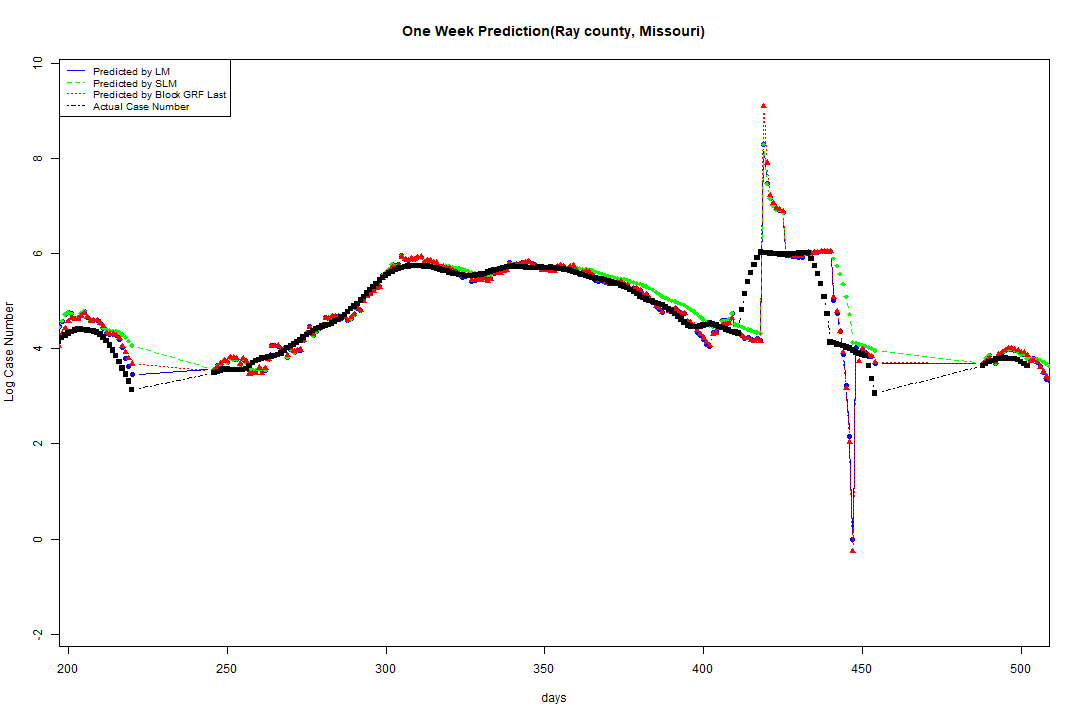 One Week Prediction(Ray county, Missouri)
Predicted by LM
Predicted by SLM
Predicted by Block GRF Last
Actual Case Number
10
8
6
4
2
0
-2
Log Case Number
200 250 300 350 400 450 500
days